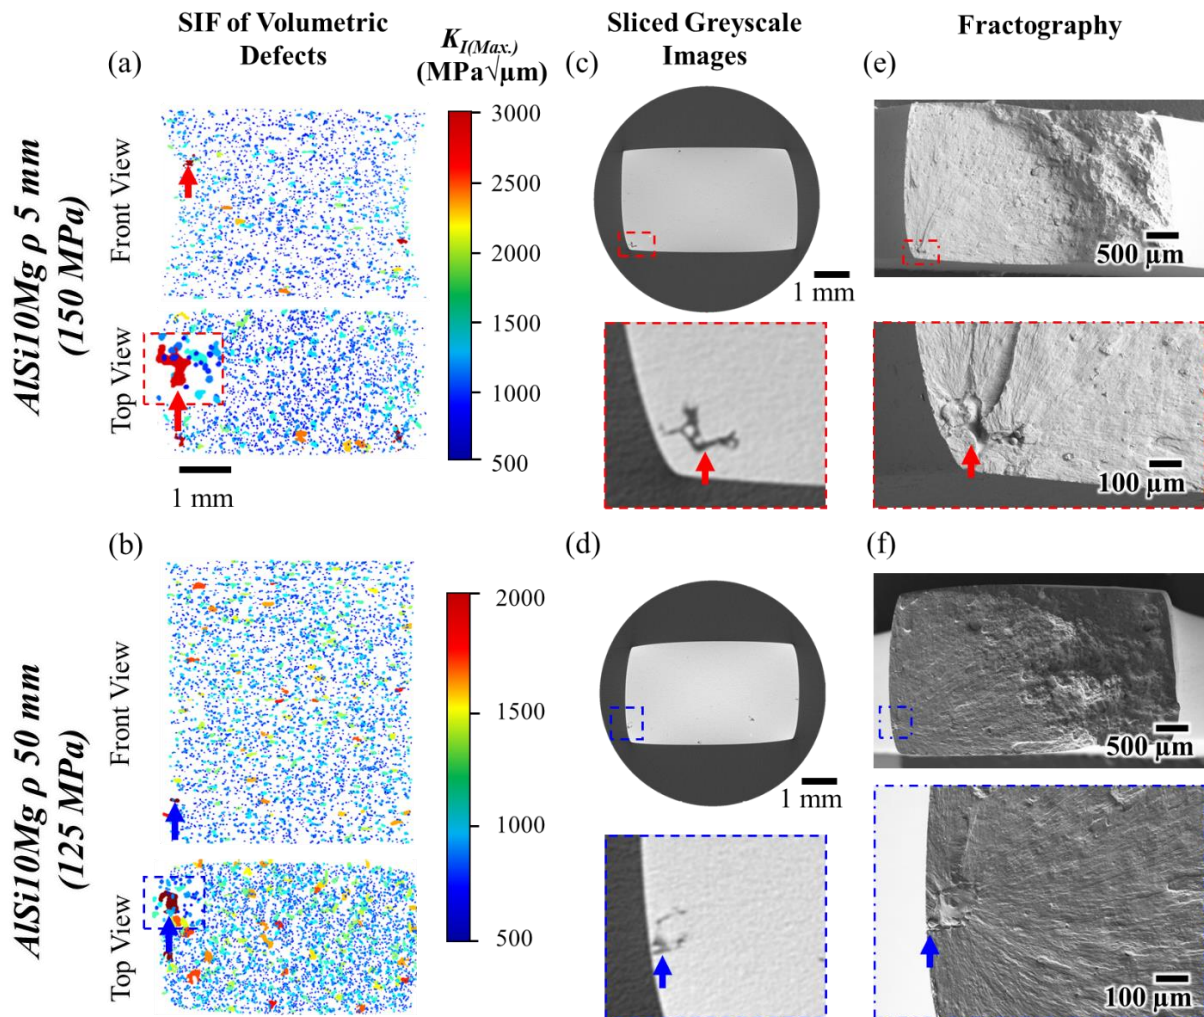 SIF of Volumetric
Defects
Sliced Greyscale
Images
Fractography
(a)
K_I(Max.)
(MPa√μm)
(c)
(e)
AlSi10Mg ρ 5 mm
(150 MPa)
Front View
Top View
1 mm
3000
3000
2500
2000
1500
1000
500
1 mm
500 μm
100 μm
(b)
(d)
(f)
AlSi10Mg ρ 50 mm
(125 MPa)
Front View
Top View
2000
1500
1000
500
1 mm
500 μm
100 μm